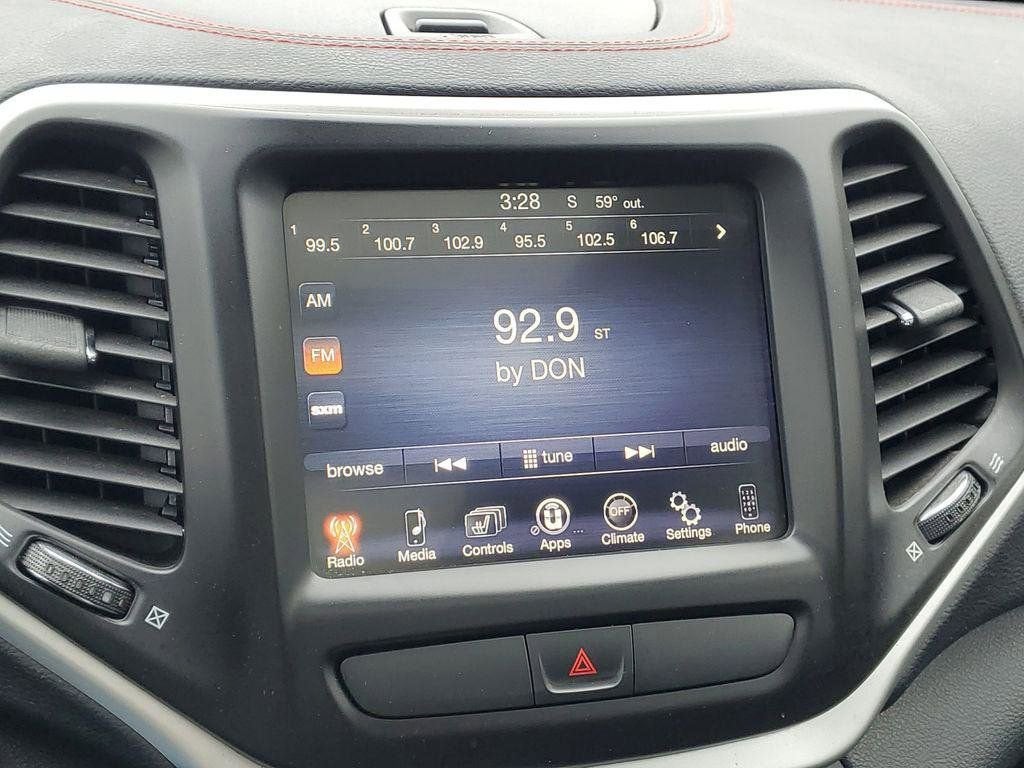 3:28 S 59° out.
1 99.5 2 100.7 3 102.9 4 95.5 5 102.5 6 106.7
AM
92.9 ST
FM
by DON
sxm
browse tune audio
OFF
Radio Media Controls Apps Climate Settings Phone